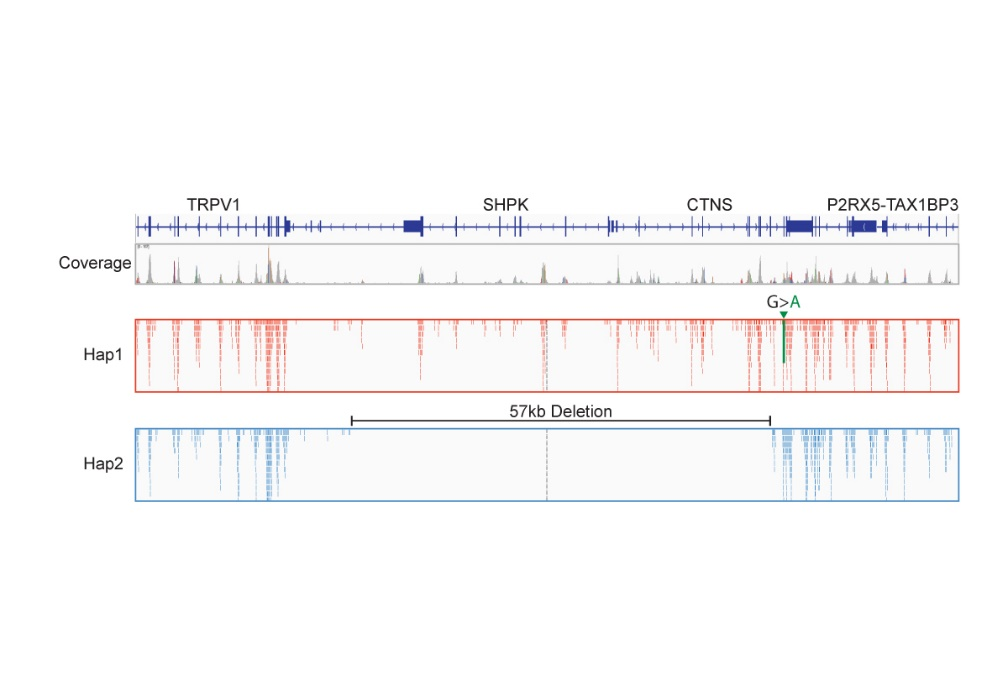 TRPV1 SHPK CTNS P2RX5-TAX1BP3
Coverage
G>A
Hap1
57kb Deletion
Hap2